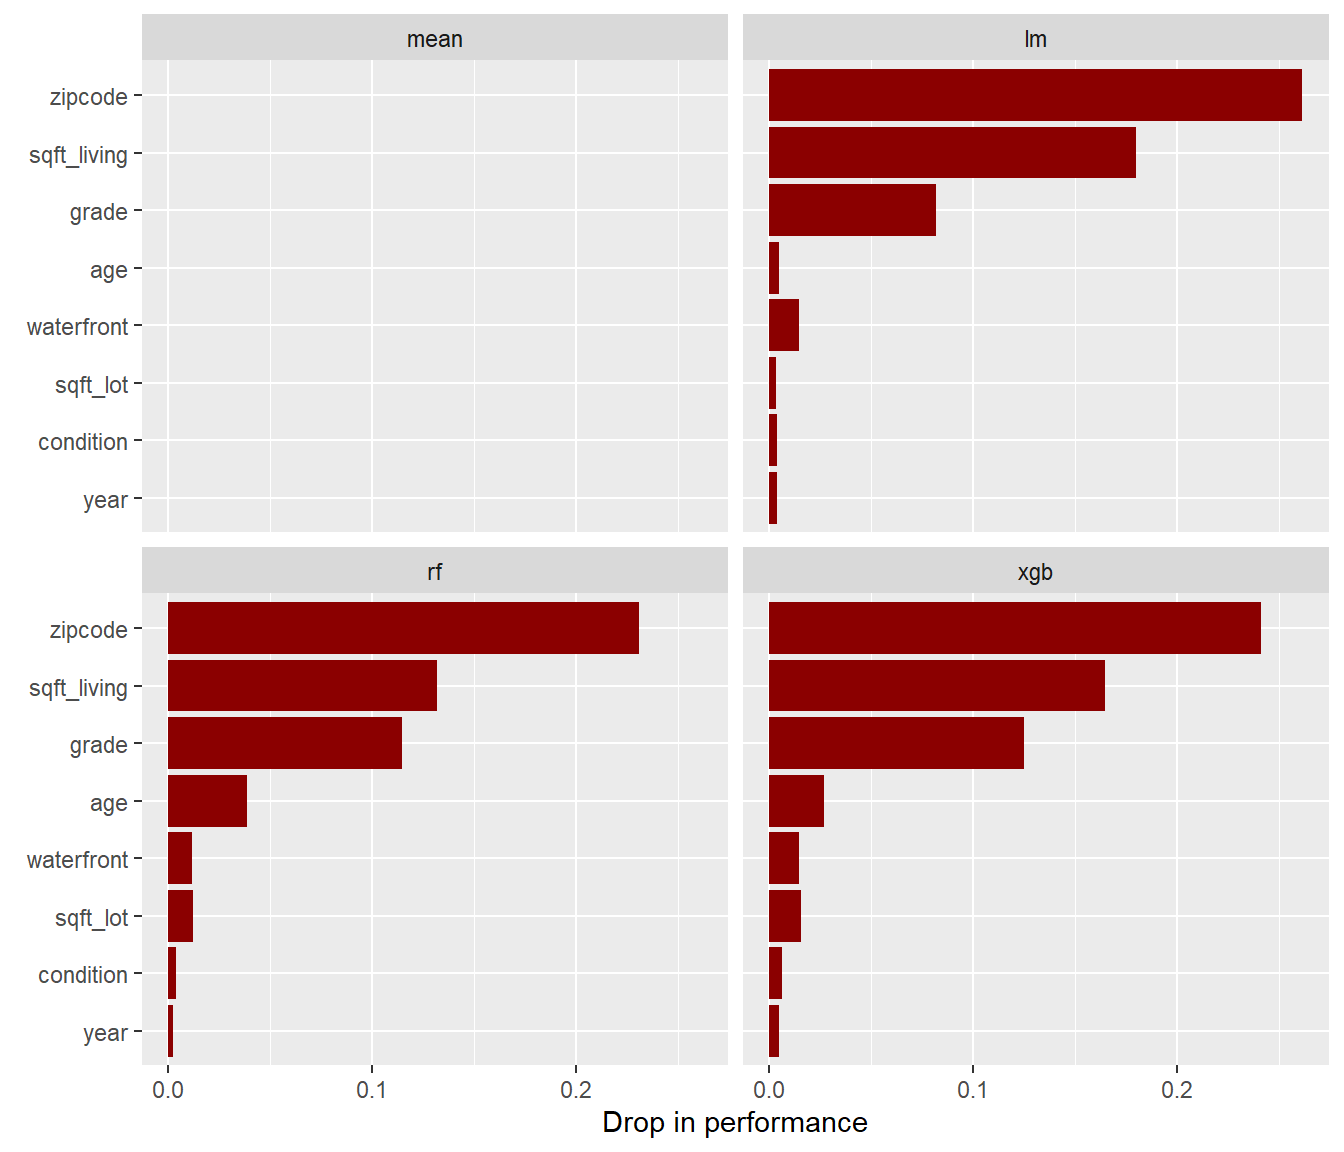 mean
lm
zipcode
sqft_living
grade
age
waterfront
sqft_lot
condition
year
rf
xgb
zipcode
sqft_living
grade
age
waterfront
sqft_lot
condition
year
0.0 0.1 0.2
0.0 0.1 0.2
Drop in performance